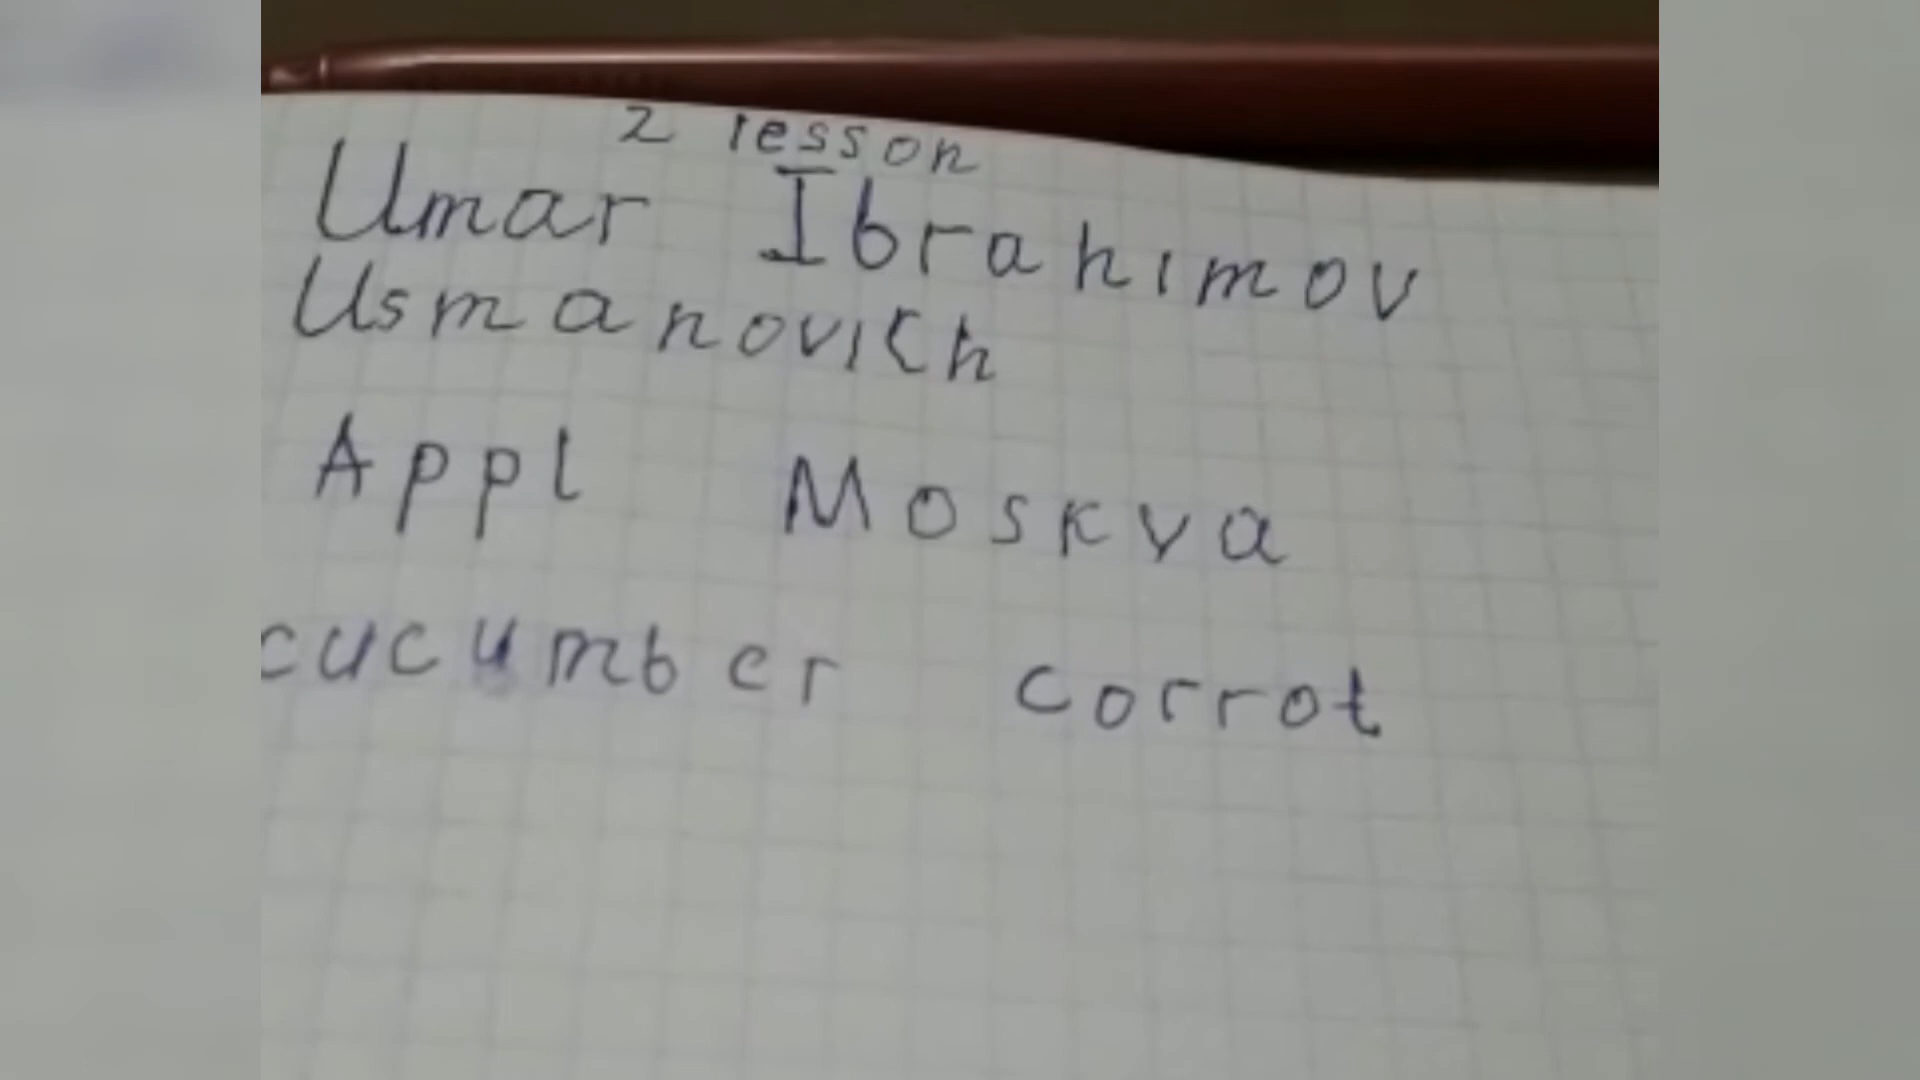 2 lesson
Umar Ibrahimov
Usmanovich
Appl Moskva
cucumber corrot